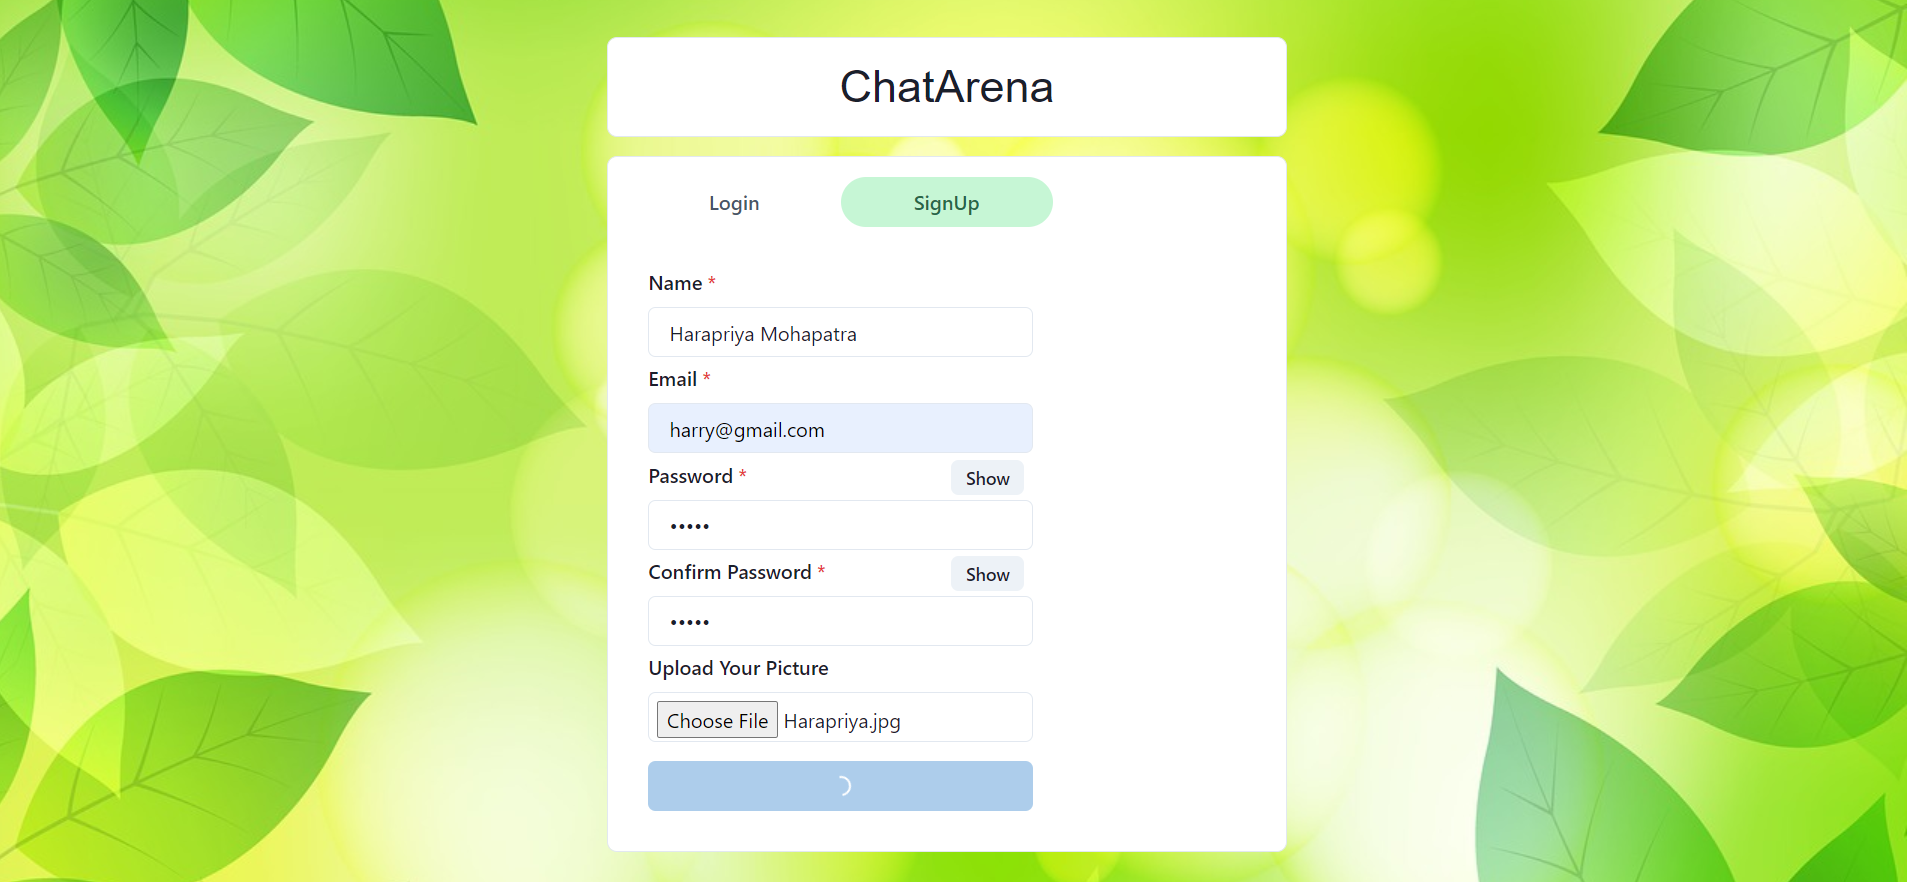 ChatArena
Login SignUp
Name *
Harapriya Mohapatra
Email *
harry@gmail.com
Password * Show
•••••
Confirm Password * Show
•••••
Upload Your Picture
Choose File Harapriya.jpg